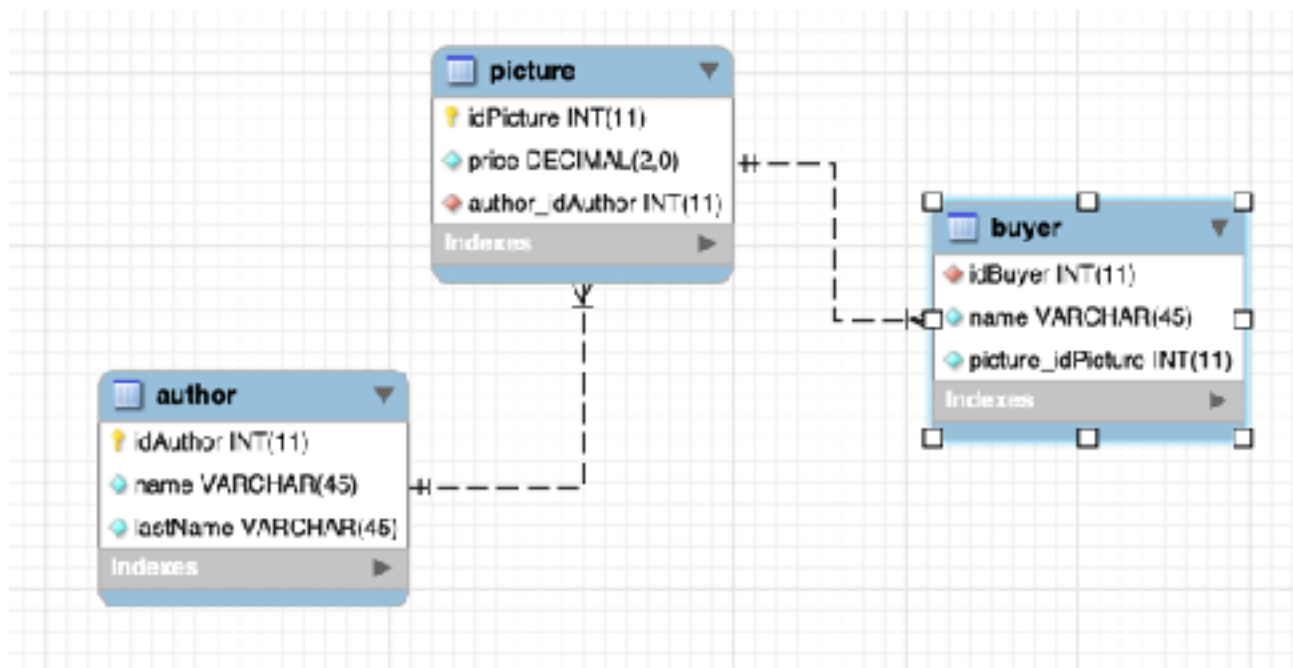 picture
idPicture INT(11)
price DECIMAL(2,0)
author_idAuthor INT(11)
Indexes
buyer
idBuyer INT(11)
name VARCHAR(45)
picture_idPicture INT(11)
Indexes
author
idAuthor INT(11)
name VARCHAR(45)
lastName VARCHAR(45)
Indexes